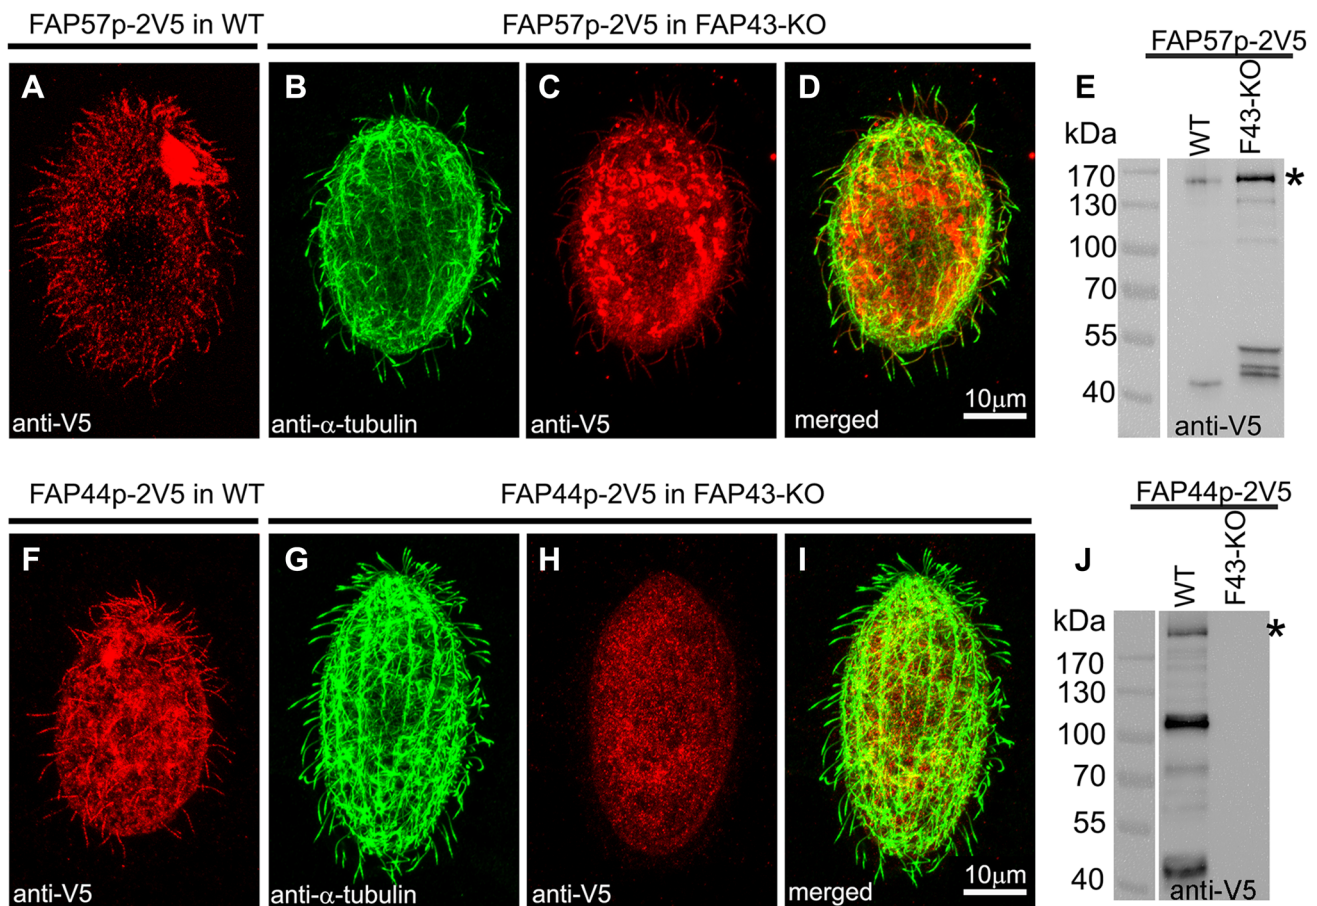 FAP57p-2V5 in WT
FAP57p-2V5 in FAP43-KO
A
anti-V5
B
anti-α-tubulin
C
anti-V5
D
merged
10μm
FAP57p-2V5
E
kDa
WT
F43-KO
170
130
100
70
55
40
*
anti-V5
FAP44p-2V5 in WT
FAP44p-2V5 in FAP43-KO
F
anti-V5
G
anti-α-tubulin
H
anti-V5
I
merged
10μm
FAP44p-2V5
J
kDa
WT
F43-KO
170
130
100
70
55
40
*
anti-V5